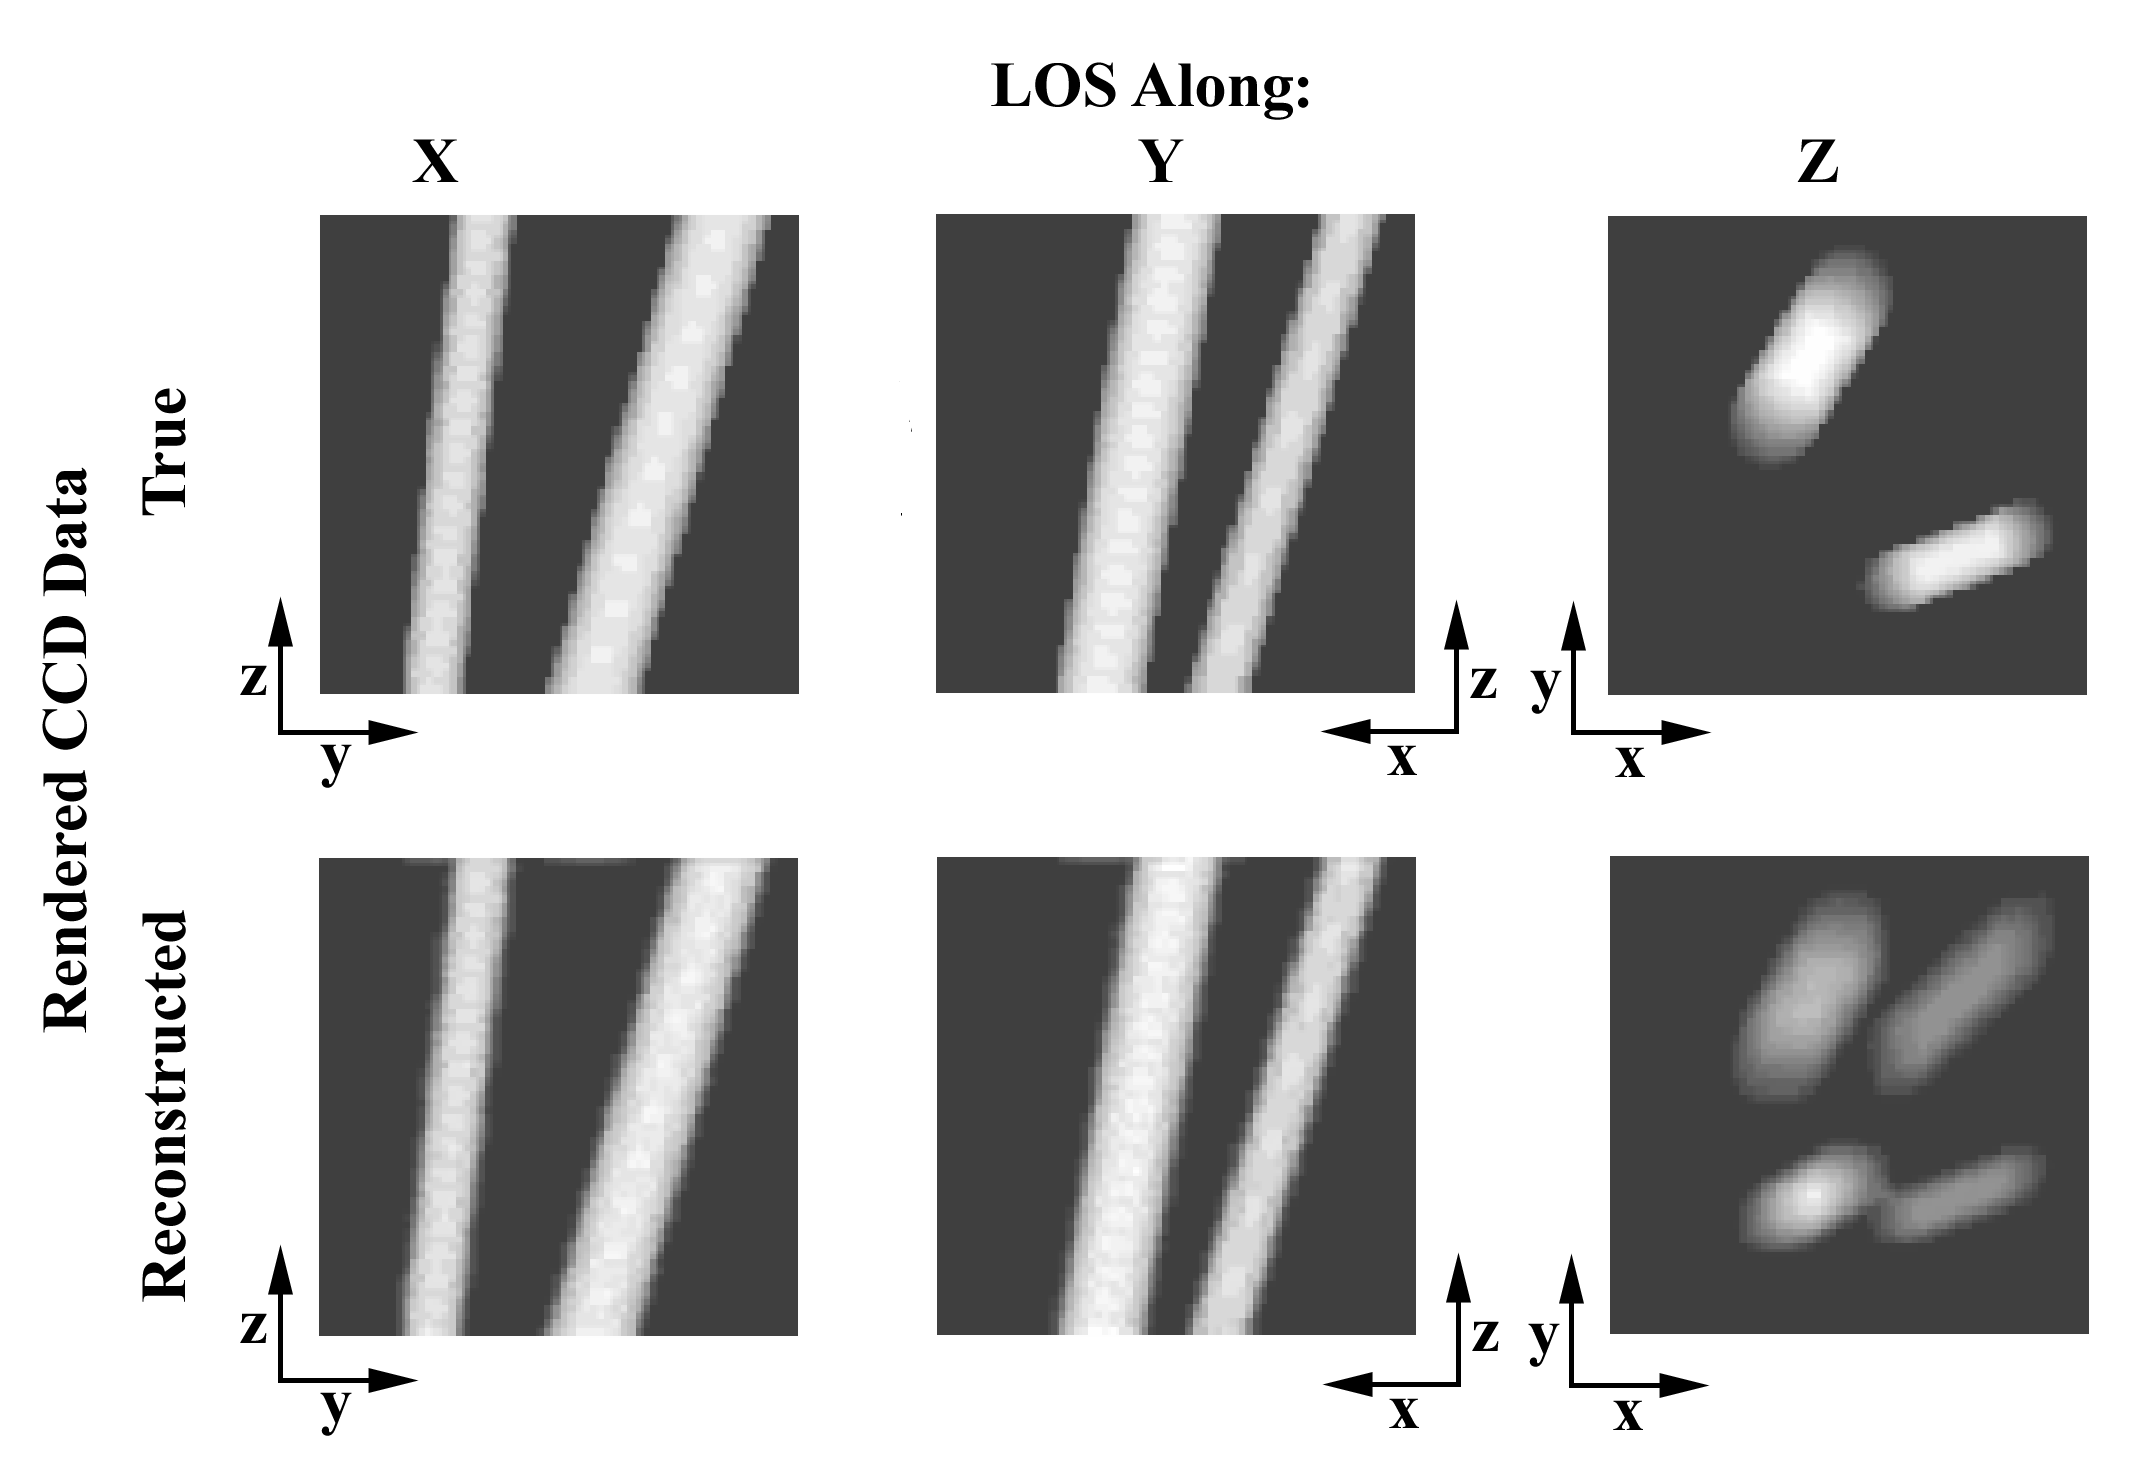 LOS Along:
X
Y
Z
Rendered CCD Data
True
z
y
z
x
y
x
Reconstructed
z
y
z
x
y
x